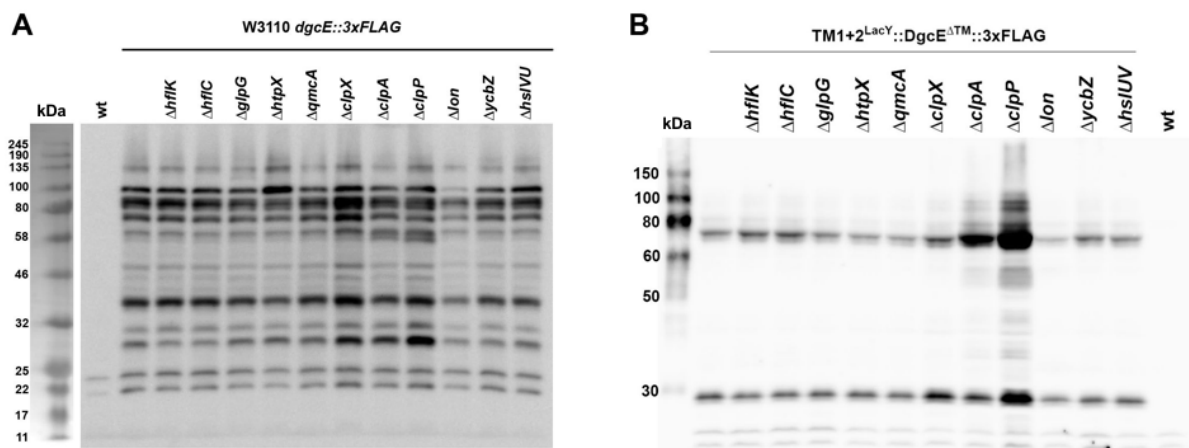 A
W3110 dgcE::3xFLAG
kDa
wt
ΔhflK
ΔhflC
ΔglpG
ΔhtpX
ΔqmcA
ΔclpX
ΔclpA
ΔclpP
Δlon
ΔycbZ
ΔhslVU
245
190
135
100
80
58
46
32
25
22
17
11
B
TM1+2LacY::DgcEΔTM::3xFLAG
kDa
ΔhflK
ΔhflC
ΔglpG
ΔhtpX
ΔqmcA
ΔclpX
ΔclpA
ΔclpP
Δlon
ΔycbZ
ΔhslUV
wt
150
100
80
60
50
30